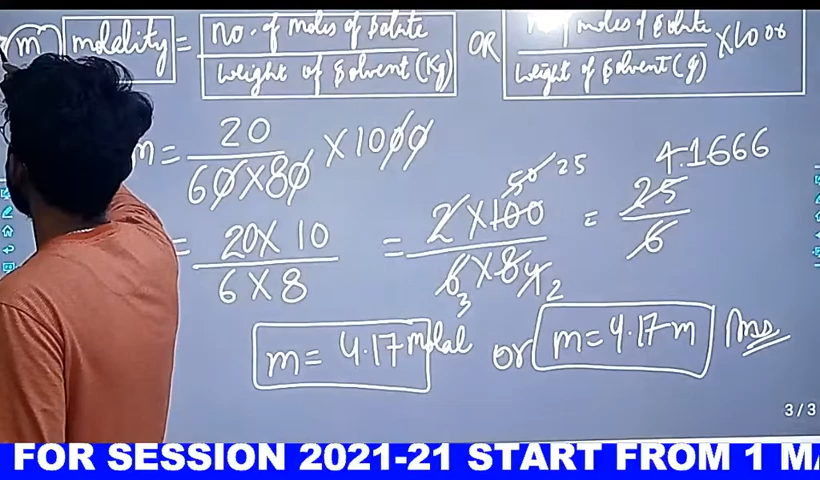 m molality = no. of moles of solute / weight of solvent (Kg) OR no. of moles of solute / weight of solvent (g) × 1000
m = 20 / 60 × 80 × 1000
= 20 × 10 / 6 × 8 = 2 × 100 / 6 × 8 = 25 / 6
50 25 4.1666
3 4 2
m = 4.17 molal or m = 4.17 m Ans
3 / 3
FOR SESSION 2021-21 START FROM 1 MA